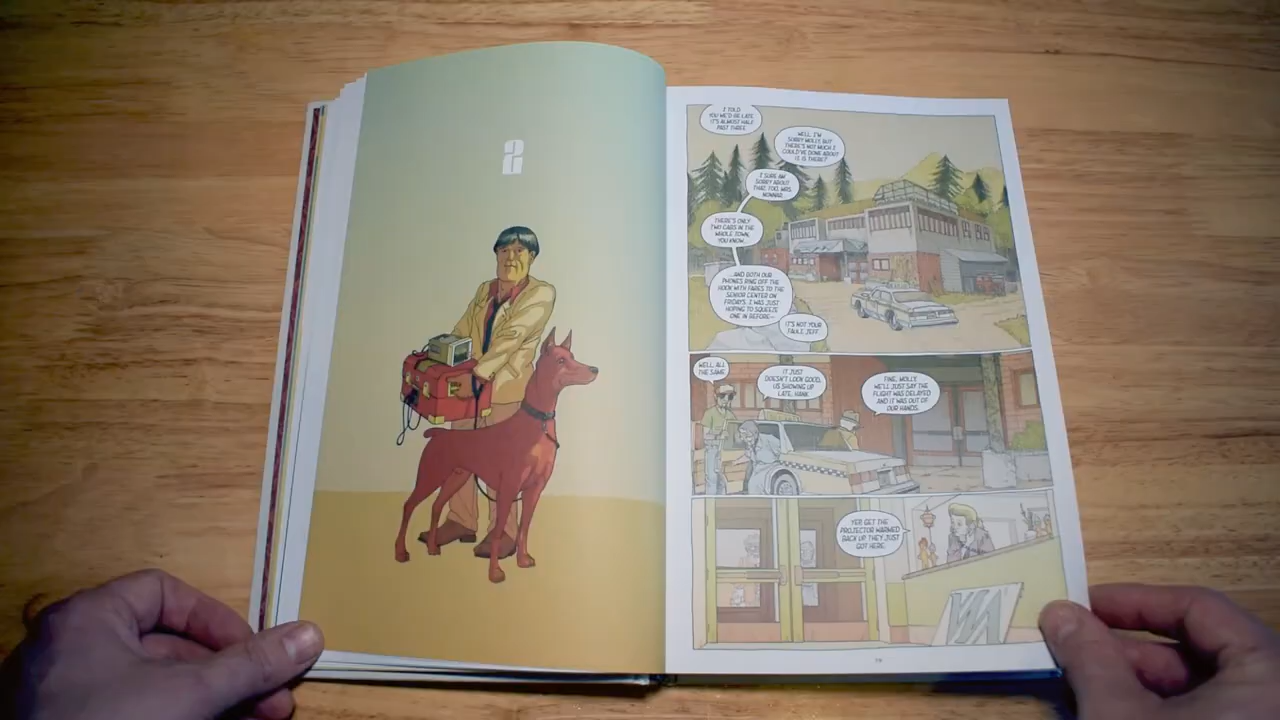 2
I TOLD
YOU WE'D BE LATE.
IT'S ALMOST HALF
PAST THREE.
WELL, I'M
SORRY MOLLY, BUT
THERE'S NOT MUCH I
COULD'VE DONE ABOUT
IT, IS THERE?
I SURE AM
SORRY ABOUT
THAT, TOO, MRS.
THERE'S ONLY
TWO CABS IN THE
WHOLE TOWN,
YOU KNOW...
...AND BOTH OUR
PHONES RING OFF THE
HOOK WITH FARES TO THE
SENIOR CENTER ON
FRIDAYS. I WAS JUST
HOPING TO SQUEEZE
ONE IN BEFORE--
IT'S NOT YOUR
FAULT, JEFF.
WELL, ALL
THE SAME...
IT JUST
DOESN'T LOOK GOOD,
US SHOWING UP
LATE, HANK.
FINE, MOLLY.
WE'LL JUST SAY THE
FLIGHT WAS DELAYED
AND IT WAS OUT OF
OUR HANDS.
YEP, GET THE
PROJECTOR WARMED
BACK UP. THEY JUST
GOT HERE.